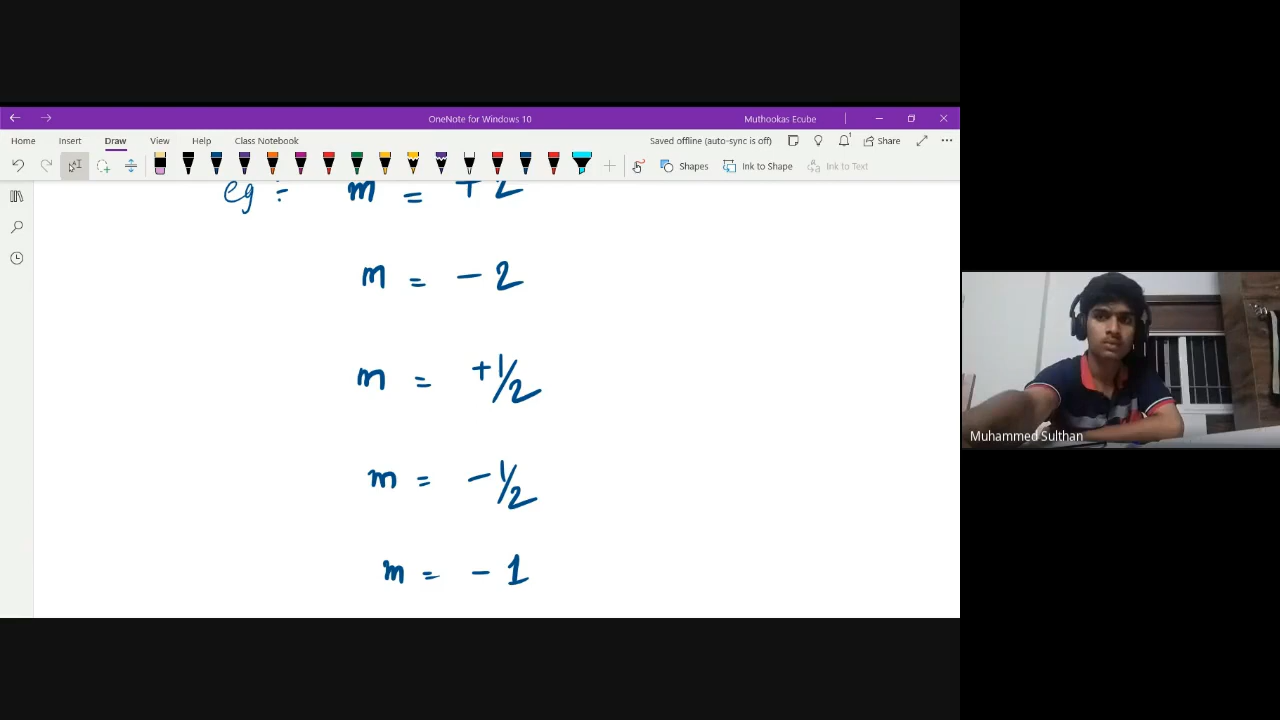 OneNote for Windows 10
Muthookas Ecube
Home Insert Draw View Help Class Notebook
Saved offline (auto-sync is off) Share
Shapes Ink to Shape Ink to Text
eg :- m = +2
m = - 2
m = +1/2
m = - 1/2
m = - 1
Muhammed Sulthan